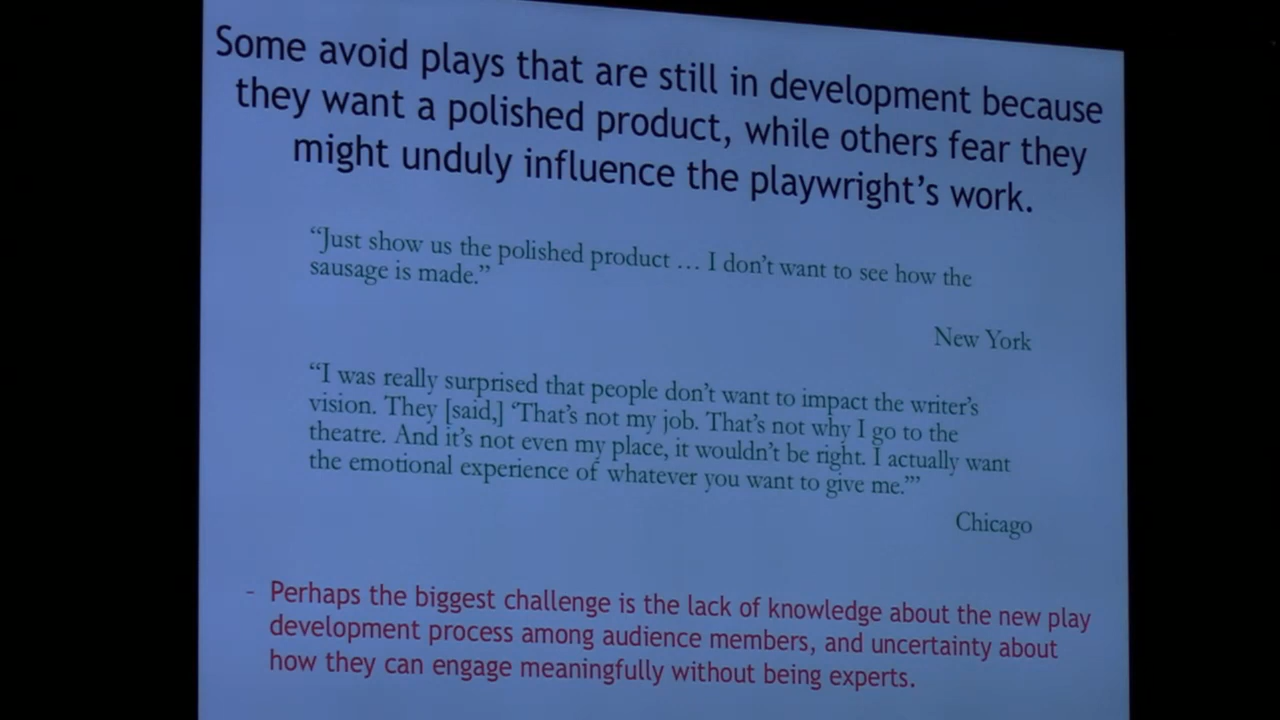 Some avoid plays that are still in development because
they want a polished product, while others fear they
might unduly influence the playwright’s work.
“Just show us the polished product … I don’t want to see how the
sausage is made.”
New York
“I was really surprised that people don’t want to impact the writer’s
vision. They [said,] ‘That’s not my job. That’s not why I go to the
theatre. And it’s not even my place, it wouldn’t be right. I actually want
the emotional experience of whatever you want to give me.’”
Chicago
- Perhaps the biggest challenge is the lack of knowledge about the new play
development process among audience members, and uncertainty about
how they can engage meaningfully without being experts.